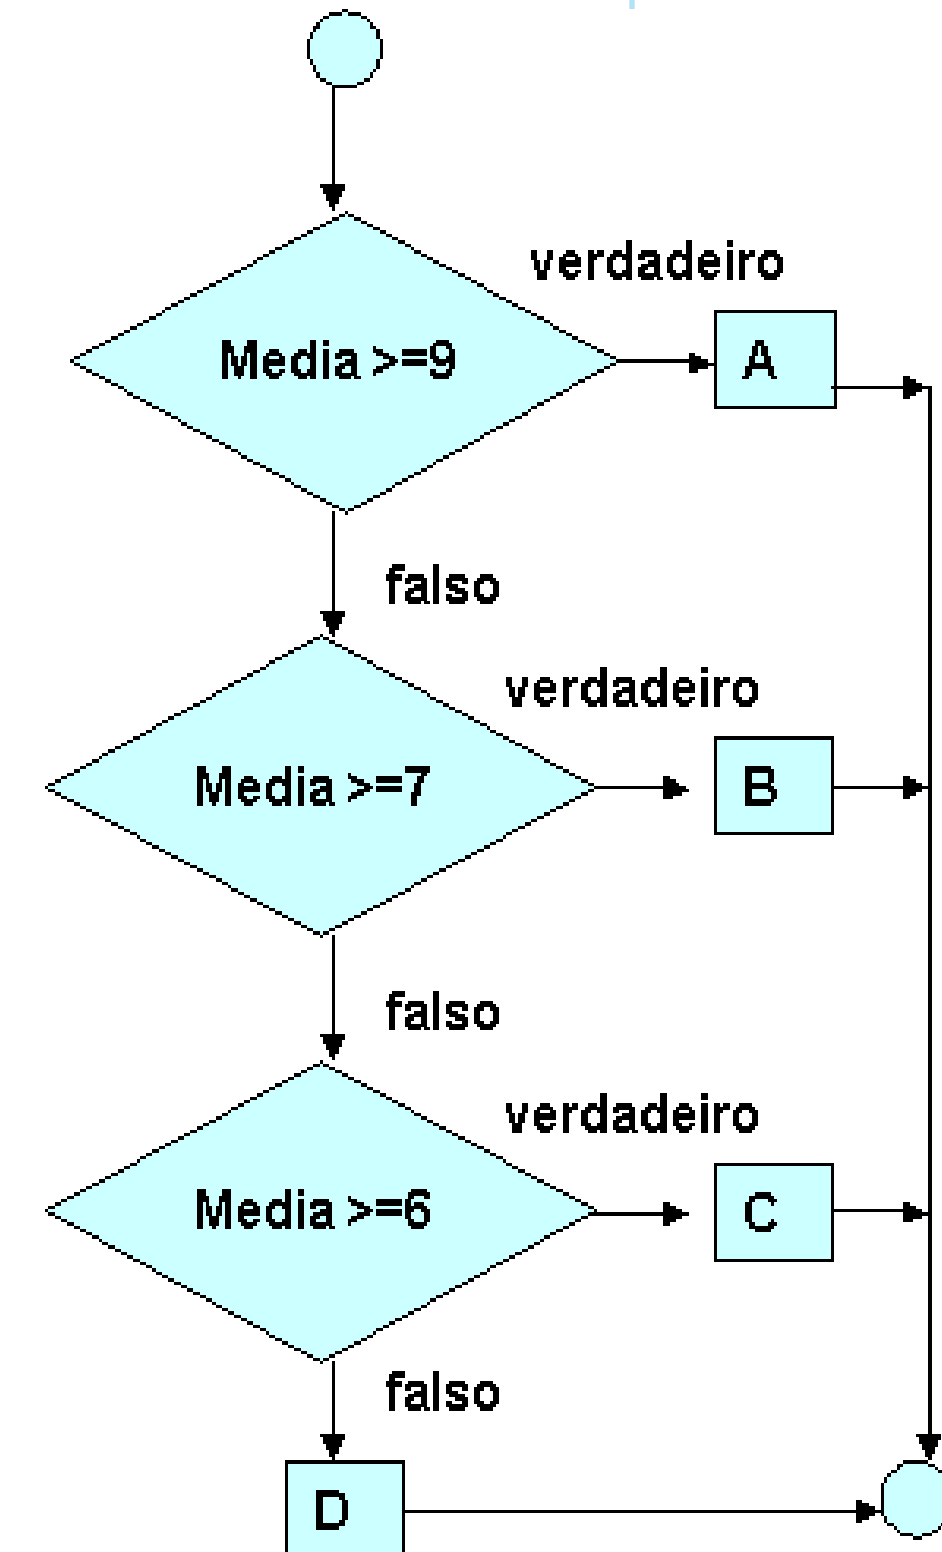 verdadeiro
Media >=9
A
falso
verdadeiro
Media >=7
B
falso
verdadeiro
Media >=6
C
falso
D